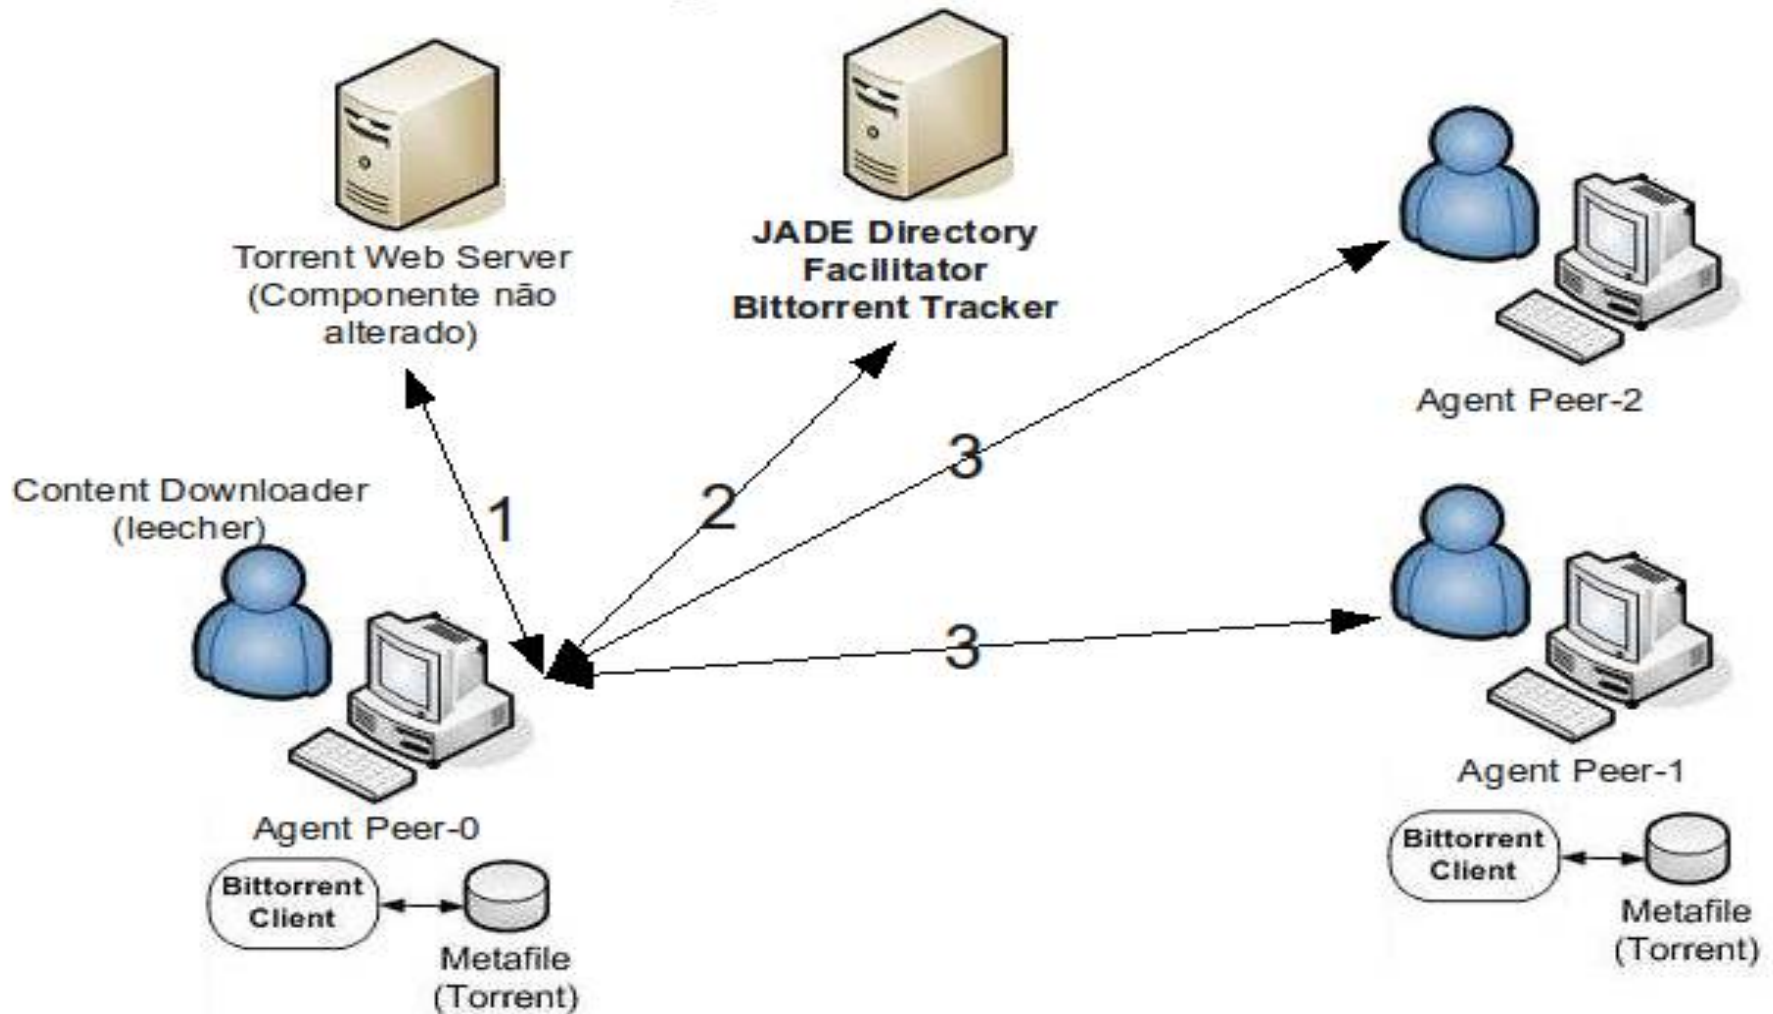 Torrent Web Server
(Componente não
alterado)
JADE Directory
Facilitator
Bittorrent Tracker
Agent Peer-2
Content Downloader
(leecher)
1
2
3
3
Agent Peer-0
Bittorrent
Client
Metafile
(Torrent)
Agent Peer-1
Bittorrent
Client
Metafile
(Torrent)